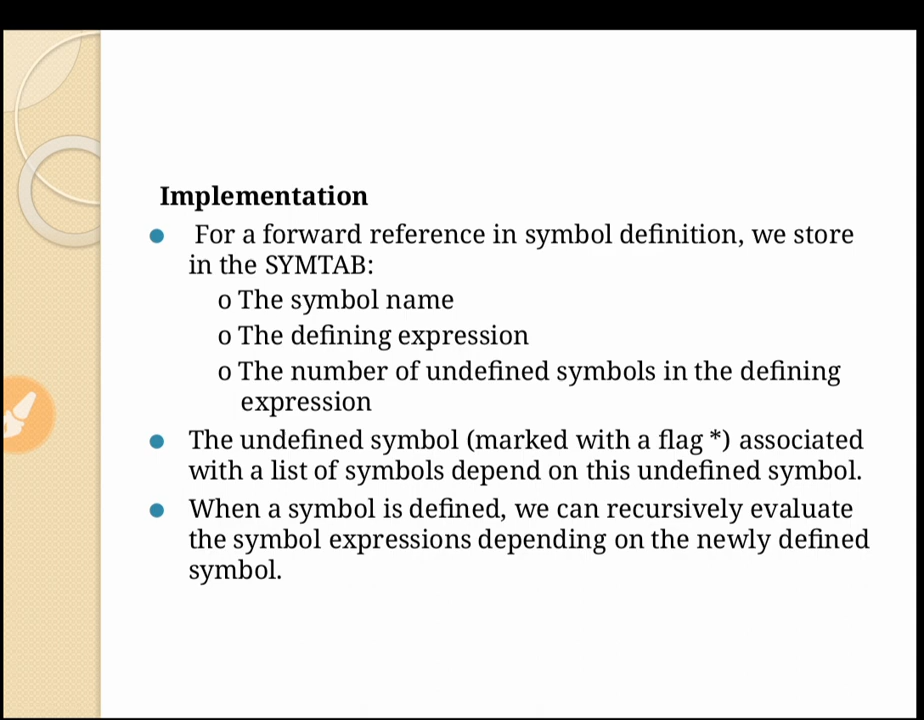 Implementation
● For a forward reference in symbol definition, we store
in the SYMTAB:
o The symbol name
o The defining expression
o The number of undefined symbols in the defining
expression
● The undefined symbol (marked with a flag *) associated
with a list of symbols depend on this undefined symbol.
● When a symbol is defined, we can recursively evaluate
the symbol expressions depending on the newly defined
symbol.